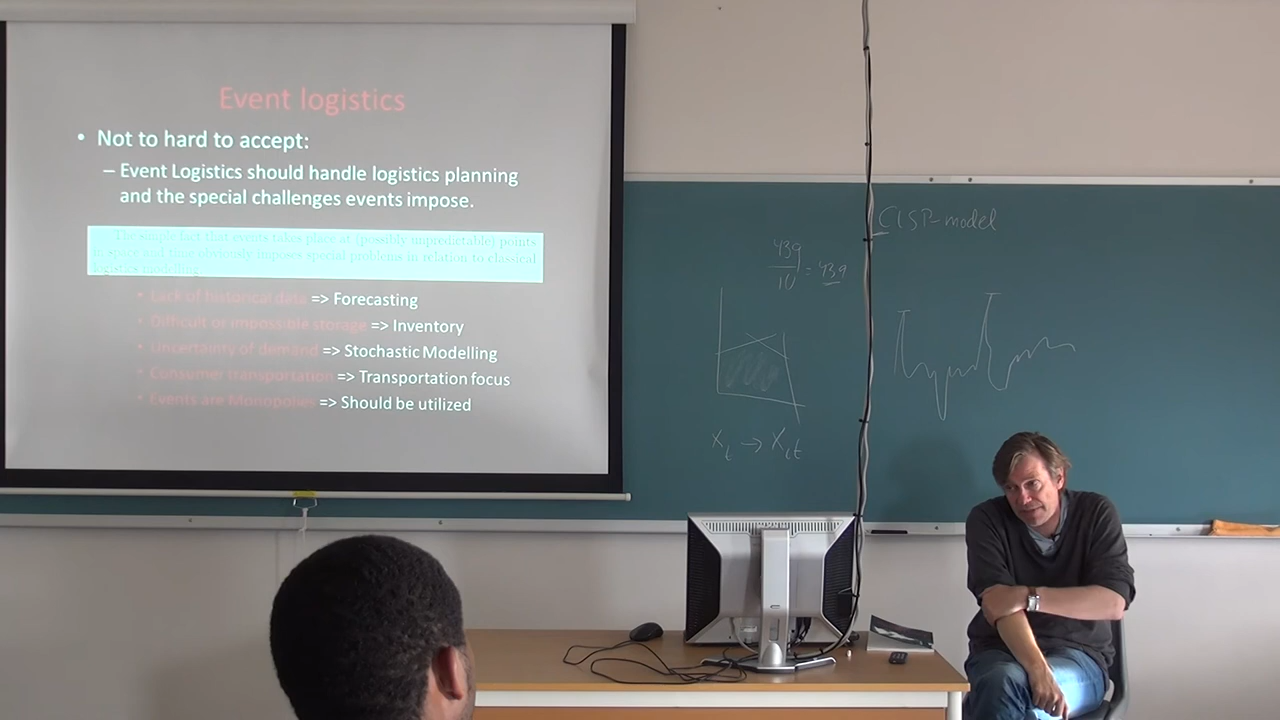 Event logistics
• Not to hard to accept:
– Event Logistics should handle logistics planning
and the special challenges events impose.
The simple fact that events takes place at (possibly unpredictable) points
in space and time obviously imposes special problems in relation to classical
logistics modelling.
• Lack of historical data => Forecasting
• Difficult or impossible storage => Inventory
• Uncertainty of demand => Stochastic Modelling
• Consumer transportation => Transportation focus
• Events are Monopolies => Should be utilized
CLSP-model
439
10
= 439
X
→ X